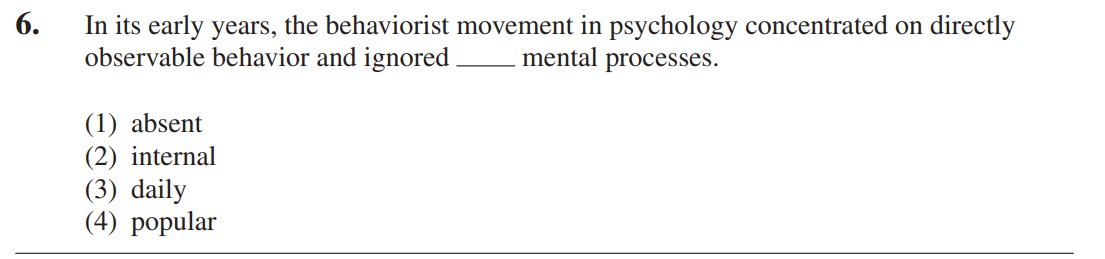 6. In its early years, the behaviorist movement in psychology concentrated on directly
observable behavior and ignored ____ mental processes.
(1) absent
(2) internal
(3) daily
(4) popular